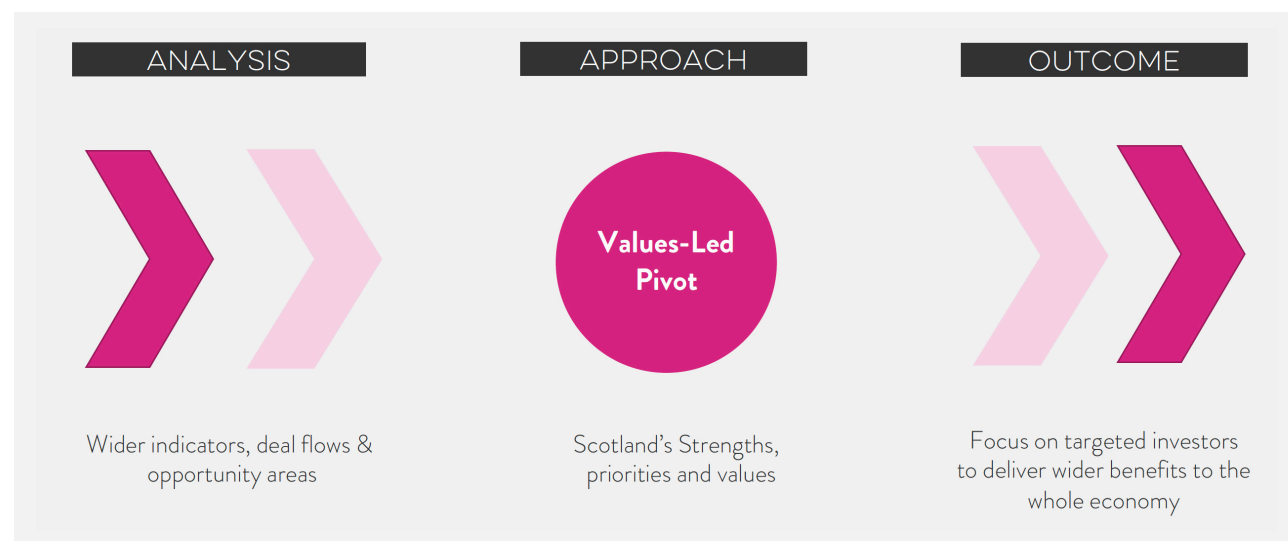 ANALYSIS
APPROACH
OUTCOME
Values-Led
Pivot
Wider indicators, deal flows &
opportunity areas
Scotland's Strengths,
priorities and values
Focus on targeted investors
to deliver wider benefits to the
whole economy